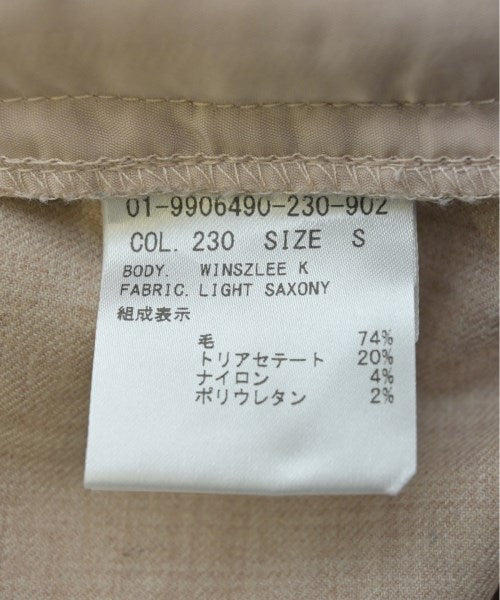 01-9906490-230-902
COL. 230 SIZE S
BODY. WINSZLEE K
FABRIC. LIGHT SAXONY
組成表示
毛 74%
トリアセテート 20%
ナイロン 4%
ポリウレタン 2%